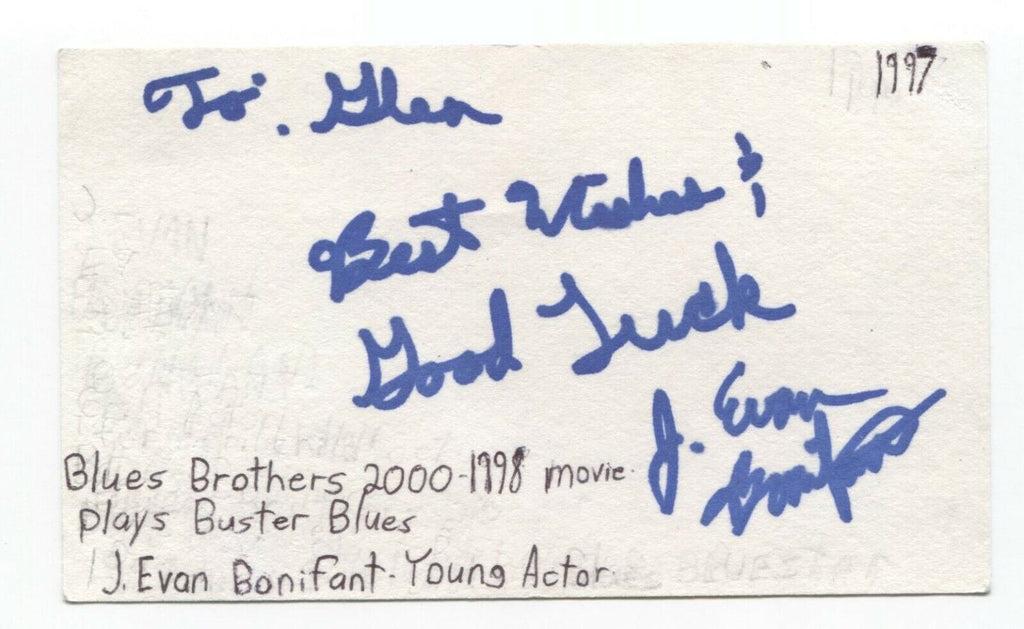 1997
To: Glen
Best Wishes &
Good Luck
J. Evan
Bonifant
Blues Brothers 2000-1998 movie.
plays Buster Blues
J. Evan Bonifant-Young Actor